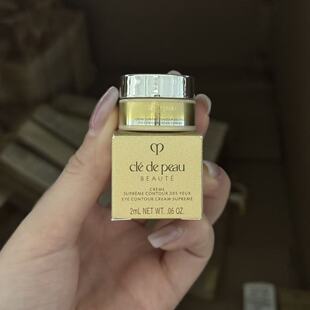 clé de peau
BEAUTÉ
CRÈME
SUPRÊME CONTOUR DES YEUX
EYE CONTOUR CREAM SUPREME
2mL NET WT. .06 OZ.